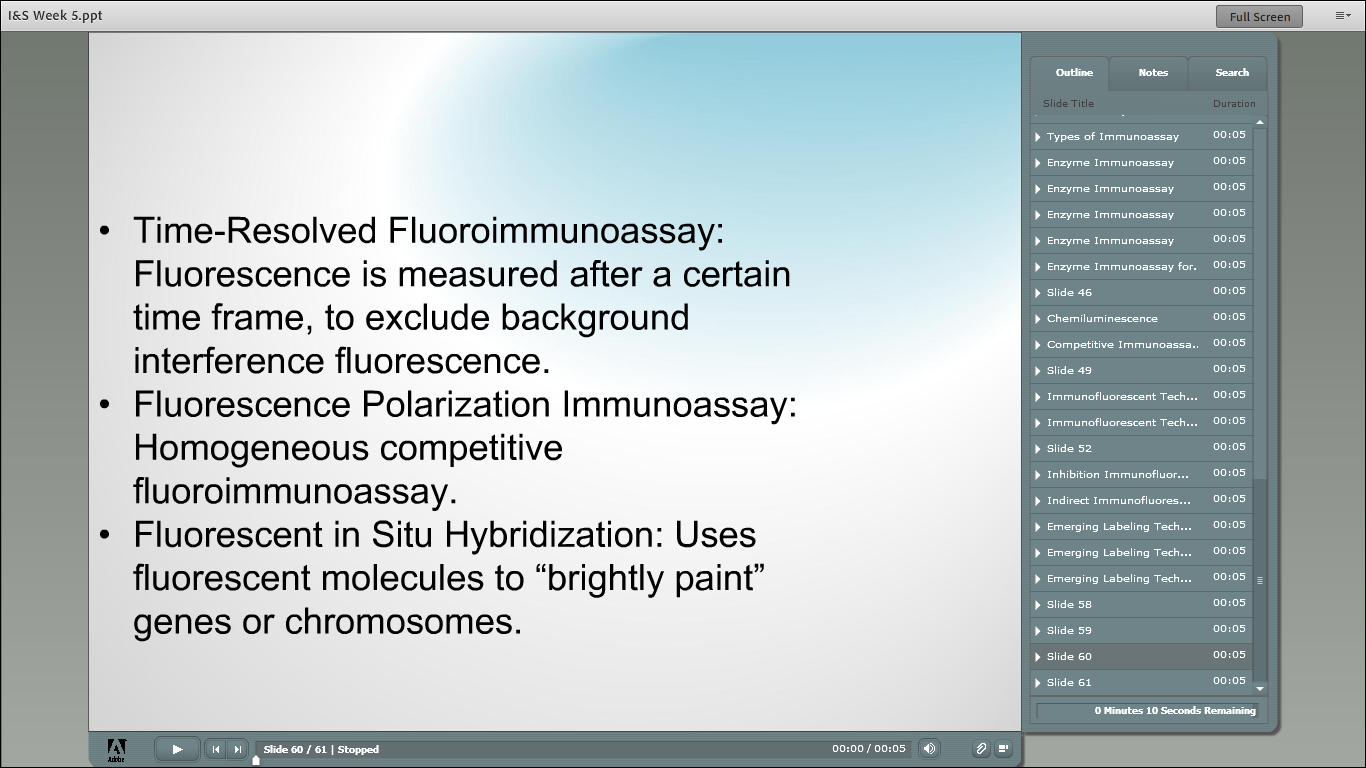 I&S Week 5.ppt
Full Screen
• Time-Resolved Fluoroimmunoassay:
Fluorescence is measured after a certain
time frame, to exclude background
interference fluorescence.
• Fluorescence Polarization Immunoassay:
Homogeneous competitive
fluoroimmunoassay.
• Fluorescent in Situ Hybridization: Uses
fluorescent molecules to “brightly paint”
genes or chromosomes.
Outline Notes Search
Slide Title Duration
Types of Immunoassay 00:05
Enzyme Immunoassay 00:05
Enzyme Immunoassay 00:05
Enzyme Immunoassay 00:05
Enzyme Immunoassay 00:05
Enzyme Immunoassay for. 00:05
Slide 46 00:05
Chemiluminescence 00:05
Competitive Immunoassa.. 00:05
Slide 49 00:05
Immunofluorescent Tech... 00:05
Immunofluorescent Tech... 00:05
Slide 52 00:05
Inhibition Immunofluor... 00:05
Indirect Immunofluores... 00:05
Emerging Labeling Tech... 00:05
Emerging Labeling Tech... 00:05
Emerging Labeling Tech... 00:05
Slide 58 00:05
Slide 59 00:05
Slide 60 00:05
Slide 61 00:05
0 Minutes 10 Seconds Remaining
Adobe
Slide 60 / 61 | Stopped 00:00 / 00:05